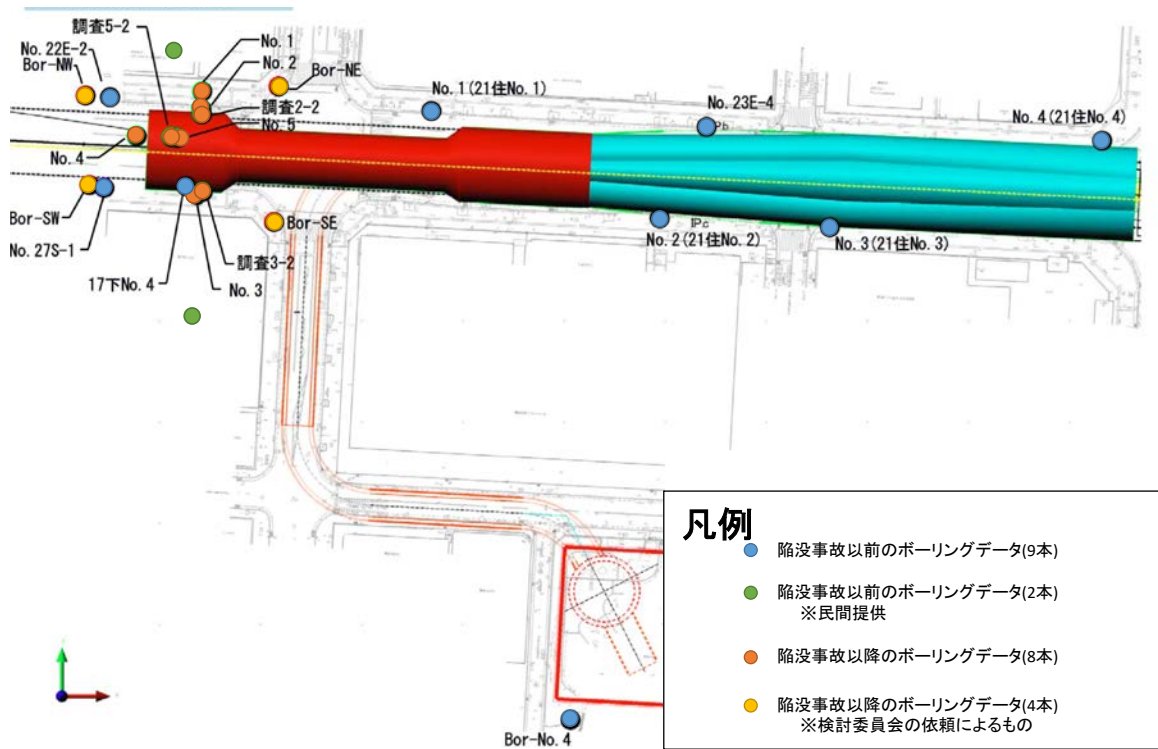 調査5-2
No.1
No.22E-2
No.2
Bor-NW
Bor-NE
No.1(21住No.1)
調査2-2
No.23E-4
No.4(21住No.4)
No.5
No.4
Bor-SW
Bor-SE
No.2(21住No.2)
No.3(21住No.3)
No.27S-1
調査3-2
17下No.4
No.3
凡例
陥没事故以前のボーリングデータ(9本)
陥没事故以前のボーリングデータ(2本)
※民間提供
陥没事故以降のボーリングデータ(8本)
陥没事故以降のボーリングデータ(4本)
※検討委員会の依頼によるもの
Bor-No.4